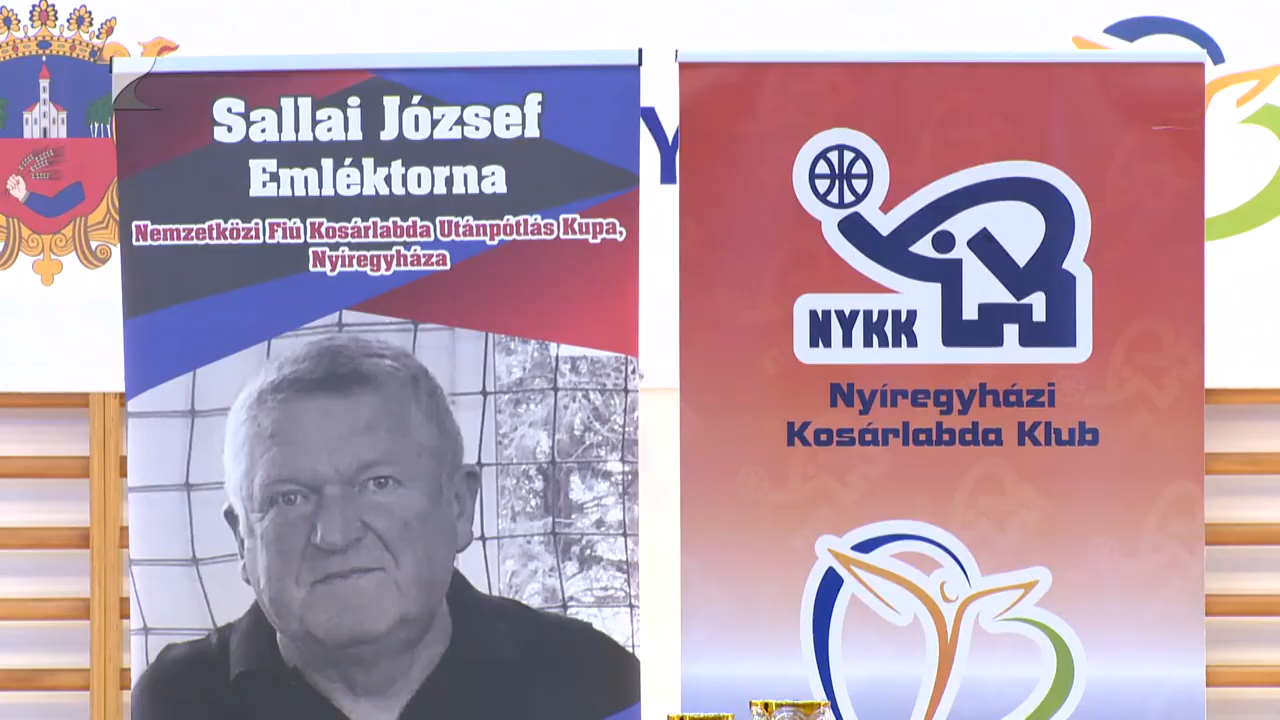 Sallai József
Emléktorna
Nemzetközi Fiú Kosárlabda Utánpótlás Kupa,
Nyíregyháza
NYKK
Nyíregyházi
Kosárlabda Klub